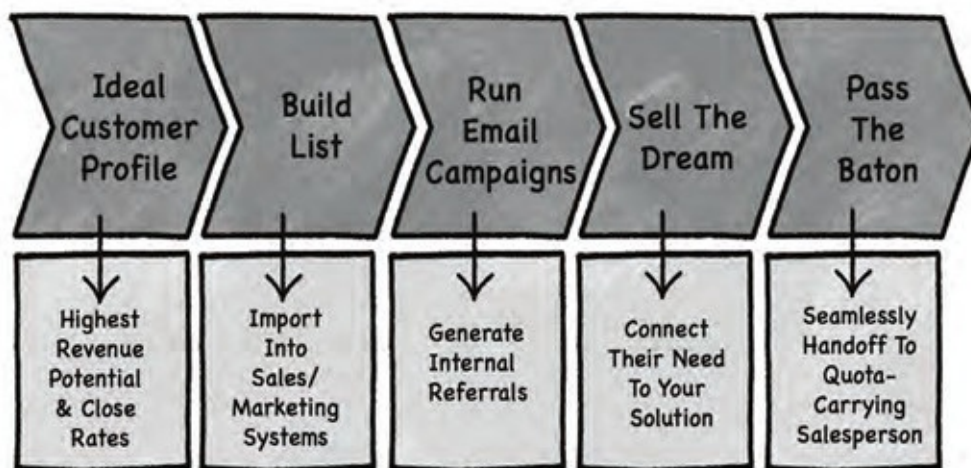 Ideal
Customer
Profile
Build
List
Run
Email
Campaigns
Sell The
Dream
Pass
The
Baton
Highest
Revenue
Potential
& Close
Rates
Import
Into
Sales/
Marketing
Systems
Generate
Internal
Referrals
Connect
Their Need
To Your
Solution
Seamlessly
Handoff To
Quota-
Carrying
Salesperson